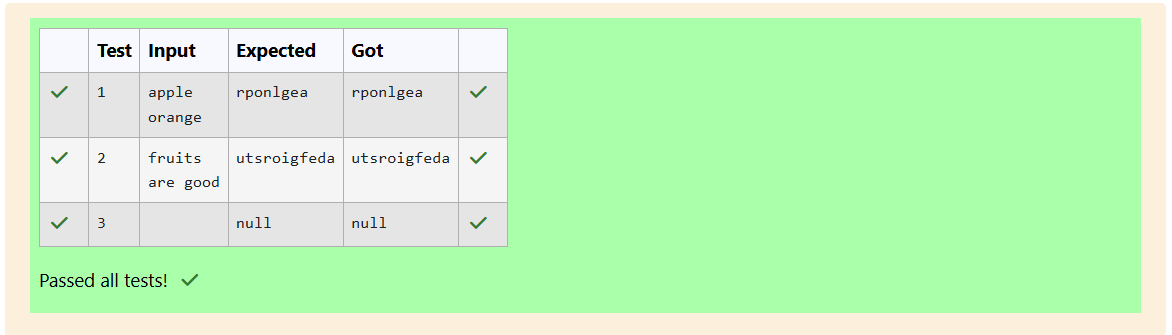 Test Input Expected Got
1 apple rponlgea rponlgea
orange
2 fruits utsroigfeda utsroigfeda
are good
3 null null
Passed all tests!